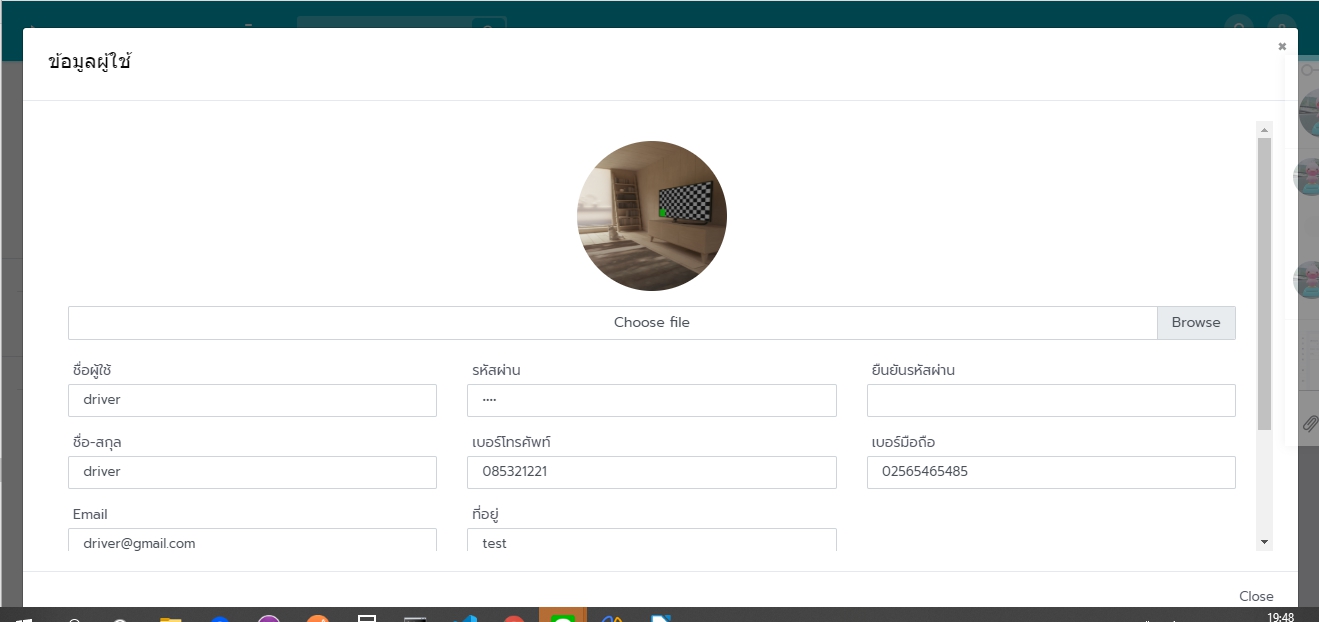 ข้อมูลผู้ใช้
×
Choose file Browse
ชื่อผู้ใช้ รหัสผ่าน ยืนยันรหัสผ่าน
driver ····
ชื่อ-สกุล เบอร์โทรศัพท์ เบอร์มือถือ
driver 085321221 02565465485
Email ที่อยู่
driver@gmail.com test
Close
19:48